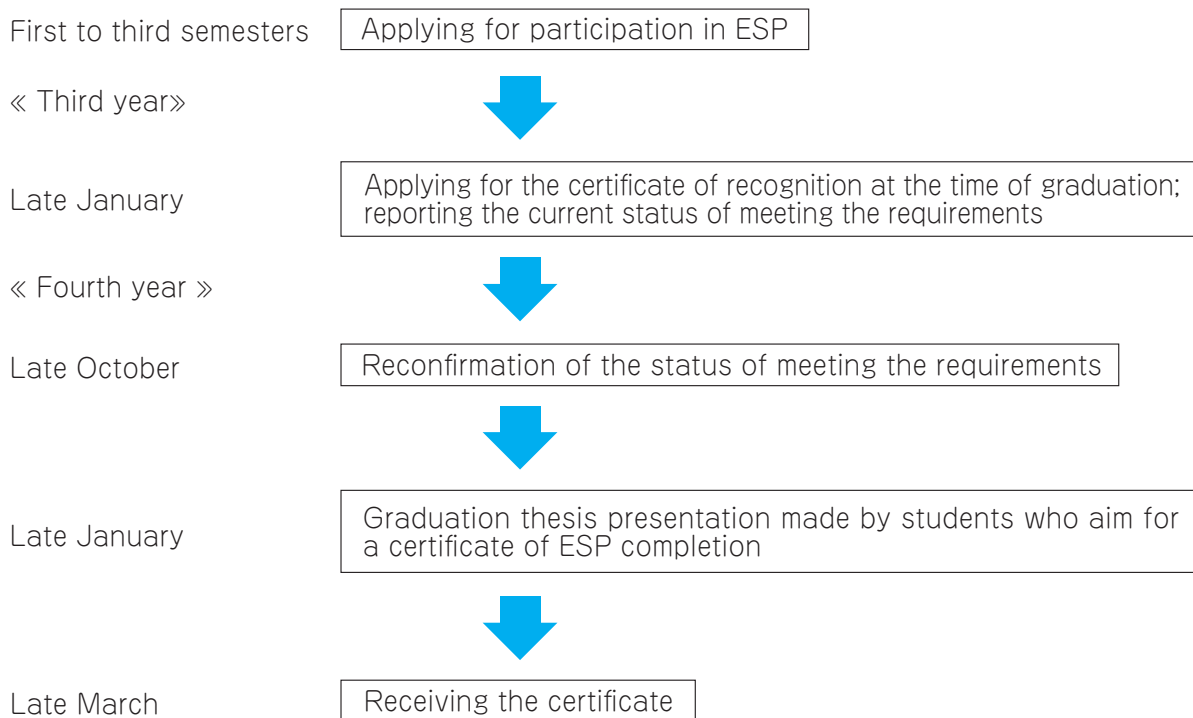 First to third semesters
Applying for participation in ESP
« Third year»
Late January
Applying for the certificate of recognition at the time of graduation;
reporting the current status of meeting the requirements
« Fourth year »
Late October
Reconfirmation of the status of meeting the requirements
Late January
Graduation thesis presentation made by students who aim for
a certificate of ESP completion
Late March
Receiving the certificate